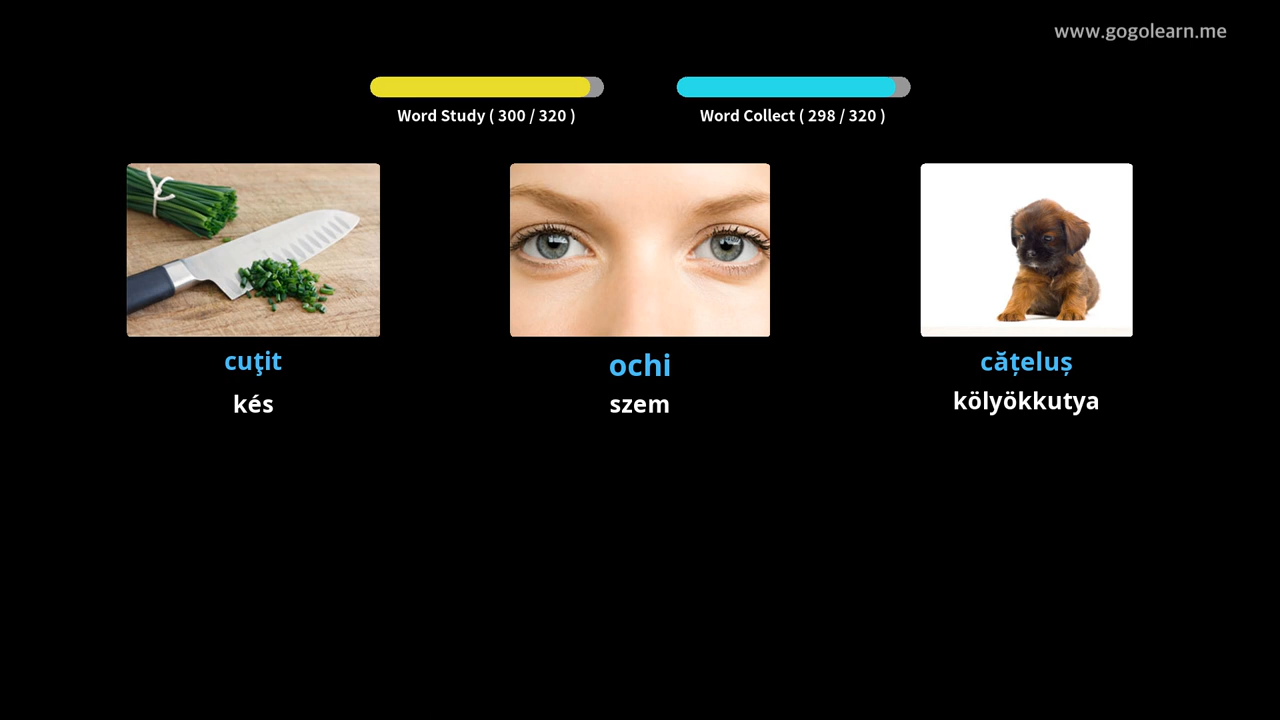 www.gogolearn.me
Word Study ( 300 / 320 )
Word Collect ( 298 / 320 )
cuţit
ochi
cățeluș
kés
szem
kölyökkutya